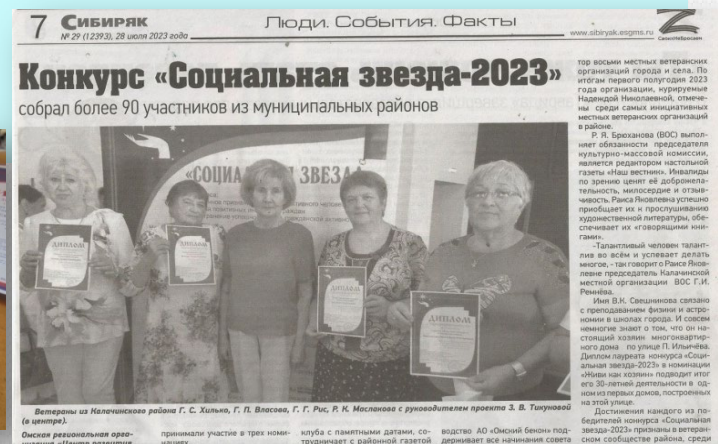 7 Сибиряк
№ 29 (12393), 28 июля 2023 года
Люди. События. Факты
www.sibiryak.esgms.ru
Конкурс «Социальная звезда-2023»
собрал более 90 участников из муниципальных районов
«СОЦИ ЗВЕЗД
ДИПЛОМ
ДИПЛОМ
ДИПЛОМ
ДИПЛОМ
Ветераны из Калачинского района Г. С. Хилько, Г. П. Власова, Г. Г. Рис, Р. К. Маслакова с руководителем проекта З. В. Тикуновой
(в центре).
Омская региональная орга-
принимали участие в трех номи-
клуба с памятными датами, со-
трудничает с районной газетой
водство АО «Омский бекон» под-
держивает все начинания совета
тор восьми местных ветеранских
организаций города и села. По
итогам первого полугодия 2023
года организации, курируемые
Надеждой Николаевной, отмече-
ны среди самых инициативных
местных ветеранских организаций
в районе.
Р. Я. Брюханова (ВОС) выпол-
няет обязанности председателя
культурно-массовой комиссии,
является редактором настольной
газеты «Наш вестник». Инвалиды
по зрению ценят её доброжела-
тельность, милосердие и отзыв-
чивость. Раиса Яковлевна успешно
приобщает их к прослушиванию
художественной литературы, обе-
спечивает их «говорящими кни-
гами».
-Талантливый человек талант-
лив во всём и успевает делать
многое, - так говорит о Раисе Яков-
левне председатель Калачинской
местной организации ВОС Г.И.
Реннёва.
Имя В.К. Свешникова связано
с преподаванием физики и астро-
номии в школах города. И совсем
немногие знают о том, что он на-
стоящий хозяин многоквартир-
ного дома по улице П. Ильичёва.
Диплом лауреата конкурса «Соци-
альная звезда-2023» в номинации
«Живи как хозяин» подводит итог
его 30-летней деятельности в од-
ном из первых домов, построенных
на этой улице.
Достижения каждого из по-
бедителей конкурса «Социальная
звезда-2023» признаны в ветеран-
ском сообществе района, среди